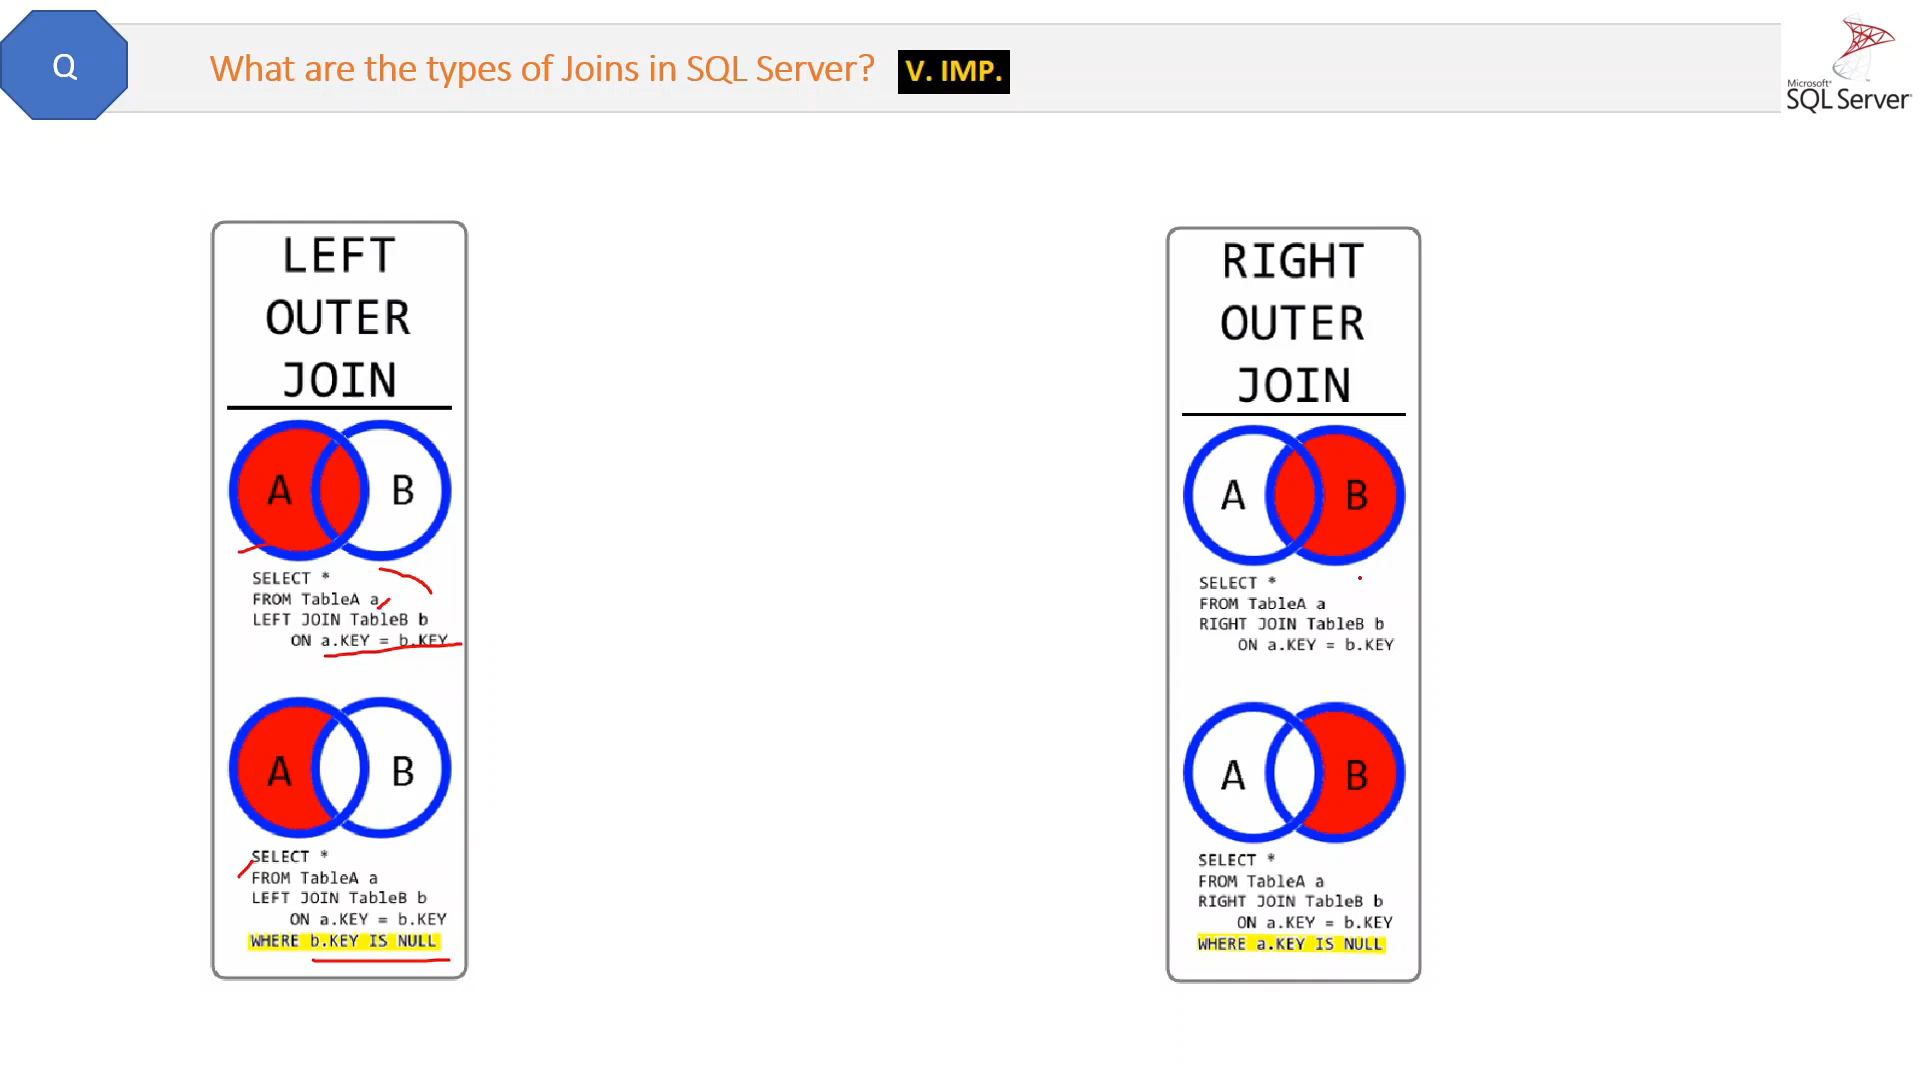 Q
What are the types of Joins in SQL Server?
V. IMP.
Microsoft®
SQL Server
LEFT
OUTER
JOIN
A B
SELECT *
FROM TableA a
LEFT JOIN TableB b
ON a.KEY = b.KEY
A B
SELECT *
FROM TableA a
LEFT JOIN TableB b
ON a.KEY = b.KEY
WHERE b.KEY IS NULL
RIGHT
OUTER
JOIN
A B
SELECT *
FROM TableA a
RIGHT JOIN TableB b
ON a.KEY = b.KEY
A B
SELECT *
FROM TableA a
RIGHT JOIN TableB b
ON a.KEY = b.KEY
WHERE a.KEY IS NULL